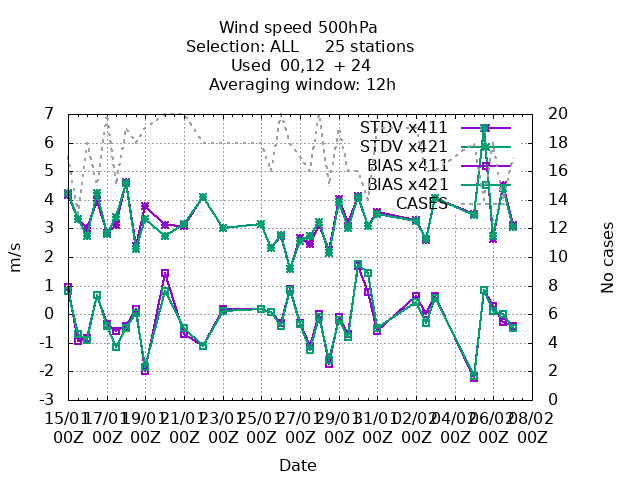 Wind speed 500hPa
Selection: ALL 25 stations
Used 00,12 + 24
Averaging window: 12h
7
6
5
4
3
2
1
0
-1
-2
-3
m/s
20
18
16
14
12
10
8
6
4
2
0
No cases
STDV x411
STDV x421
BIAS x411
BIAS x421
CASES
15/01 17/01 19/01 21/01 23/01 25/01 27/01 29/01 31/01 02/02 04/02 06/02 08/02
00Z 00Z 00Z 00Z 00Z 00Z 00Z 00Z 00Z 00Z 00Z 00Z 00Z
Date